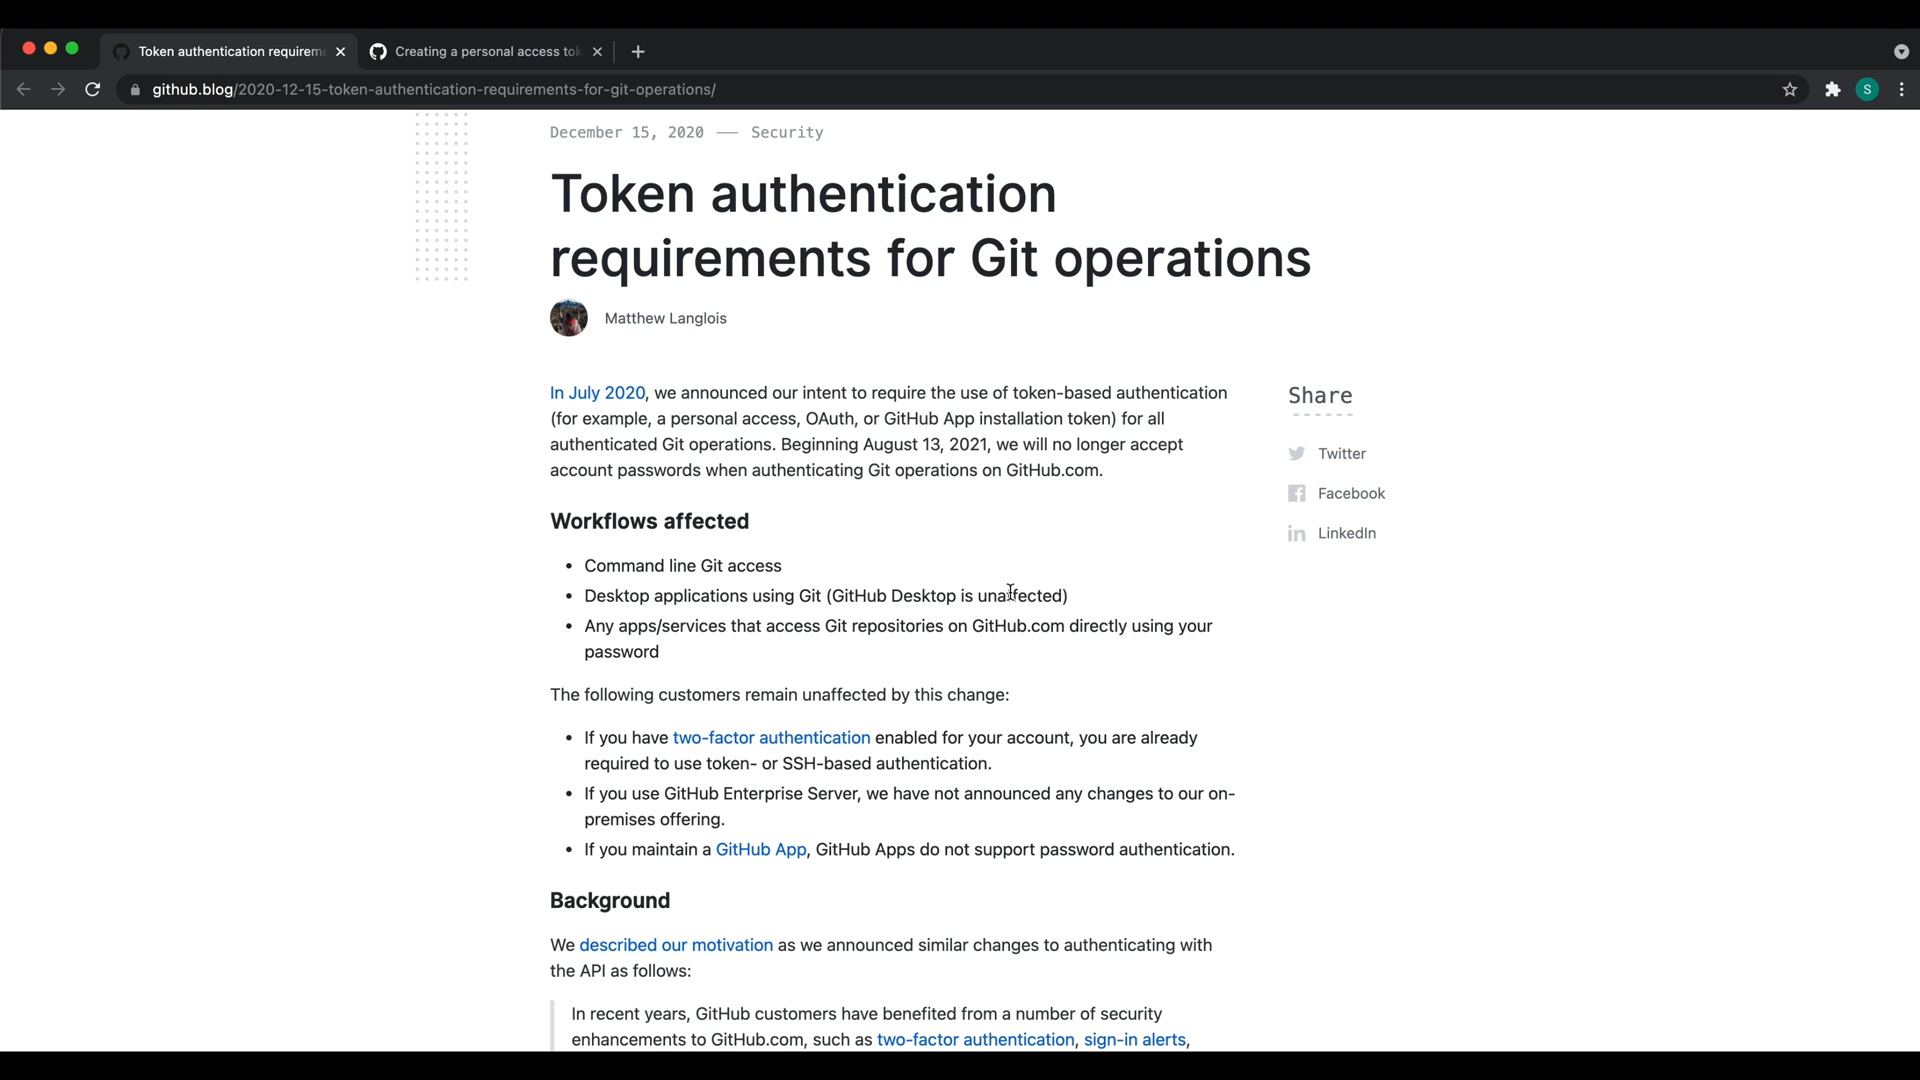 Token authentication requirem
Creating a personal access tok
github.blog/2020-12-15-token-authentication-requirements-for-git-operations/
S
December 15, 2020 — Security
Token authentication
requirements for Git operations
Matthew Langlois
In July 2020, we announced our intent to require the use of token-based authentication
(for example, a personal access, OAuth, or GitHub App installation token) for all
authenticated Git operations. Beginning August 13, 2021, we will no longer accept
account passwords when authenticating Git operations on GitHub.com.
Share
Twitter
Facebook
LinkedIn
Workflows affected
• Command line Git access
• Desktop applications using Git (GitHub Desktop is unaffected)
• Any apps/services that access Git repositories on GitHub.com directly using your
password
The following customers remain unaffected by this change:
• If you have two-factor authentication enabled for your account, you are already
required to use token- or SSH-based authentication.
• If you use GitHub Enterprise Server, we have not announced any changes to our on-
premises offering.
• If you maintain a GitHub App, GitHub Apps do not support password authentication.
Background
We described our motivation as we announced similar changes to authenticating with
the API as follows:
In recent years, GitHub customers have benefited from a number of security
enhancements to GitHub.com, such as two-factor authentication, sign-in alerts,